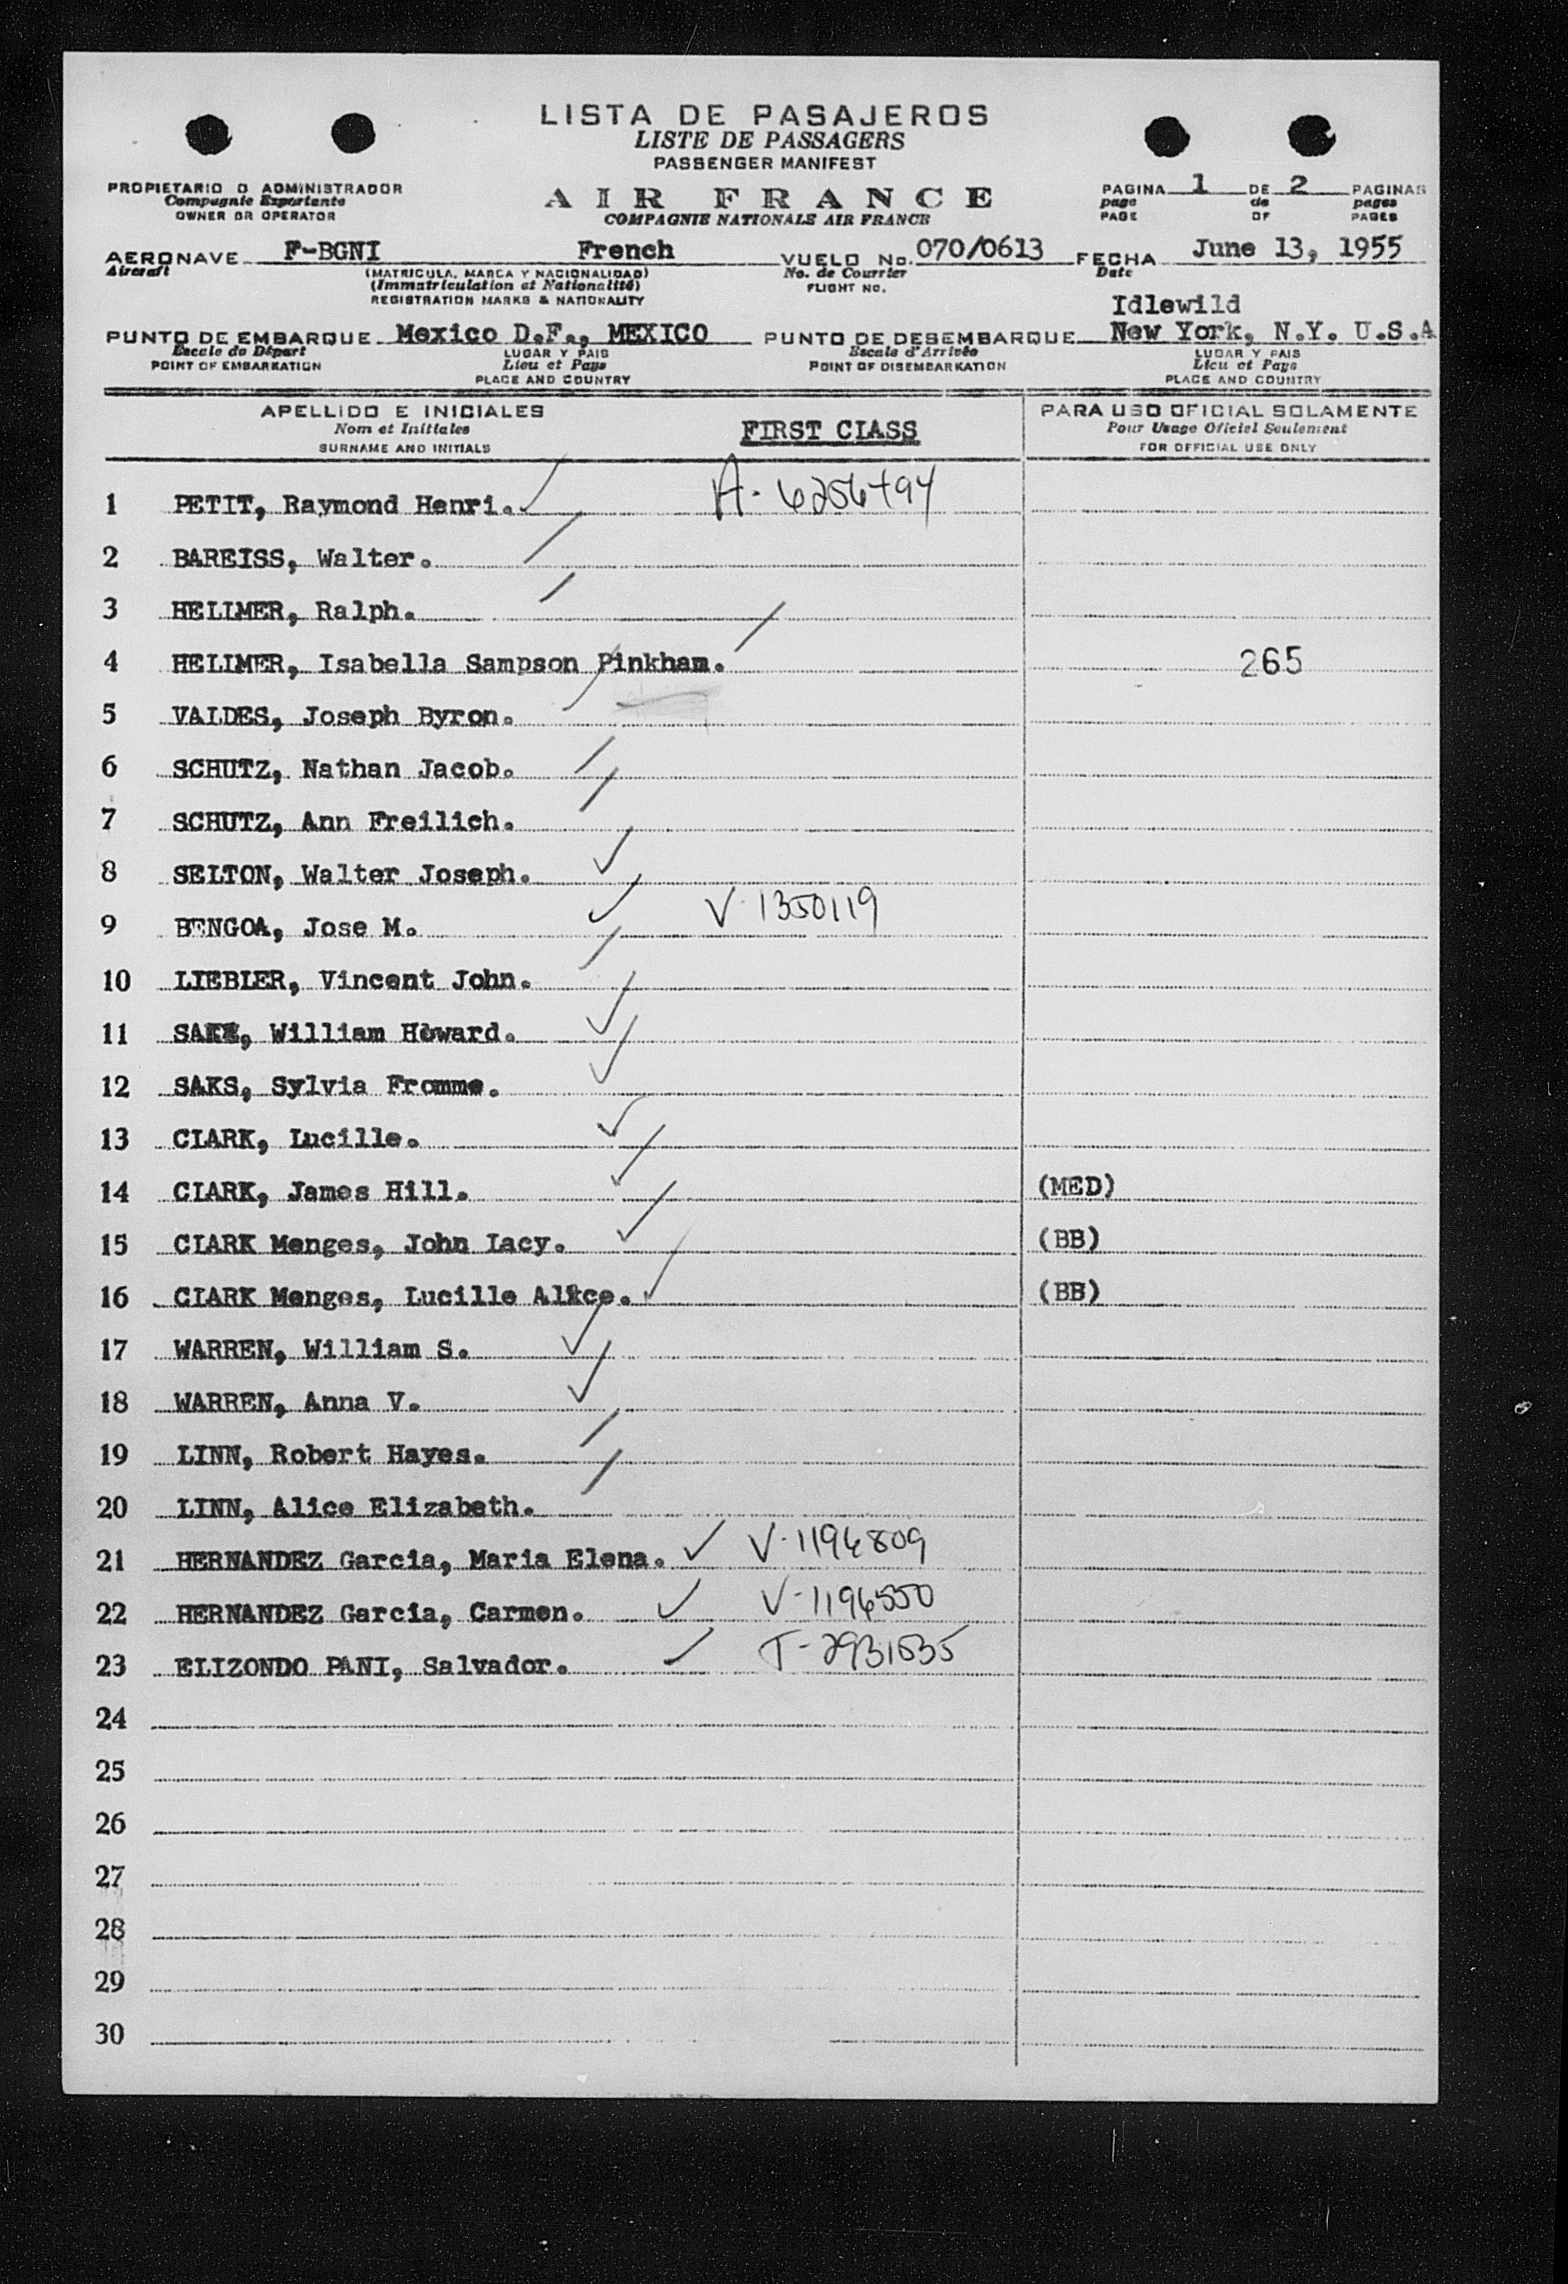 LISTA DE PASAJEROS
LISTE DE PASSAGERS
PASSENGER MANIFEST
PROPIETARIO O ADMINISTRADOR
Compagnie Exportante
OWNER OR OPERATOR
AIR FRANCE
COMPAGNIE NATIONALE AIR FRANCE
PAGINA 1 DE 2 PAGINAS
page de pages
PAGE OF PAGES
AERONAVE F-BGNI French VUELO No. 070/0613 FECHA June 13, 1955
Aircraft (MATRICULA, MARCA Y NACIONALIDAD) No. de Courrier Date
(Immatriculation et Nationalité) FLIGHT NO.
REGISTRATION MARKS & NATIONALITY
Idlewild
PUNTO DE EMBARQUE Mexico D.F., MEXICO PUNTO DE DESEMBARQUE New York, N.Y. U.S.A
Escale de Départ LUGAR Y PAIS Escale d'Arrivée LUGAR Y PAIS
POINT OF EMBARKATION Lieu et Pays POINT OF DISEMBARKATION Lieu et Pays
PLACE AND COUNTRY PLACE AND COUNTRY
APELLIDO E INICIALES PARA USO OFICIAL SOLAMENTE
Nom et Initiales FIRST CLASS Pour Usage Officiel Seulement
SURNAME AND INITIALS FOR OFFICIAL USE ONLY
1 PETIT, Raymond Henri. A-6256494
2 BAREISS, Walter.
3 HELLMER, Ralph.
4 HELLMER, Isabella Sampson Pinkham. 265
5 VALDES, Joseph Byron.
6 SCHUTZ, Nathan Jacob.
7 SCHUTZ, Ann Freilich.
8 SELTON, Walter Joseph.
9 BENGOA, Jose M. V-1350119
10 LIEBLER, Vincent John.
11 SAKS, William Howard.
12 SAKS, Sylvia Fromme.
13 CLARK, Lucille.
14 CLARK, James Hill. (MED)
15 CLARK Menges, John Lacy. (BB)
16 CLARK Menges, Lucille Alice. (BB)
17 WARREN, William S.
18 WARREN, Anna V.
19 LINN, Robert Hayes.
20 LINN, Alice Elizabeth.
21 HERNANDEZ Garcia, Maria Elena. V-1194809
22 HERNANDEZ Garcia, Carmen. V-1194550
23 ELIZONDO PANI, Salvador. T-2931535
24
25
26
27
28
29
30